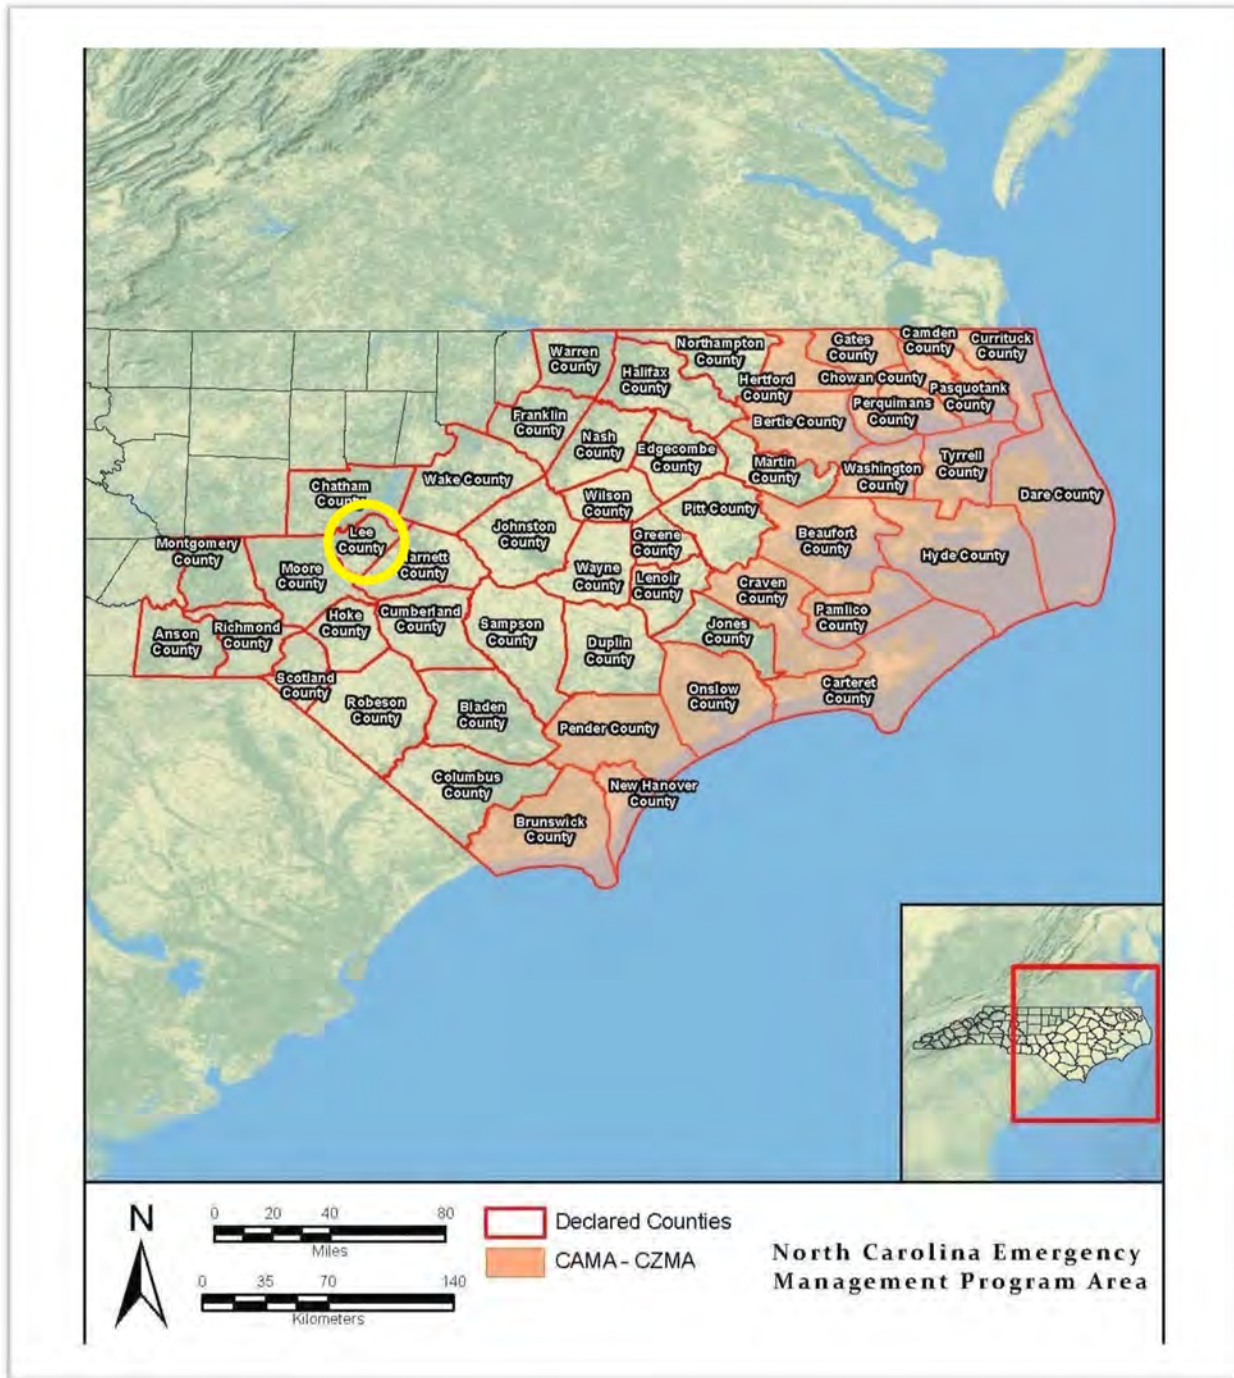 Northampton
County
Gates
County
Camden
County
Currituck
County
Warren
County
Halifax
County
Hertford
County
Chowan County
Pasquotank
County
Perquimans
County
Bertie County
Franklin
County
Nash
County
Edgecombe
County
Martin
County
Washington
County
Tyrrell
County
Dare County
Chatham
County
Wake County
Wilson
County
Pitt County
Lee
County
Johnston
County
Greene
County
Beaufort
County
Hyde County
Montgomery
County
Moore
County
County
Wayne
County
Lenoir
County
Craven
County
Pamlico
County
Anson
County
Richmond
County
Hoke
County
Cumberland
County
Sampson
County
Duplin
County
Jones
County
Scotland
County
Robeson
County
Bladen
County
Onslow
County
Carteret
County
Pender County
Columbus
County
New Hanover
County
Brunswick
County
N
0 20 40 80
Miles
0 35 70 140
Kilometers
Declared Counties
CAMA - CZMA
North Carolina Emergency
Management Program Area